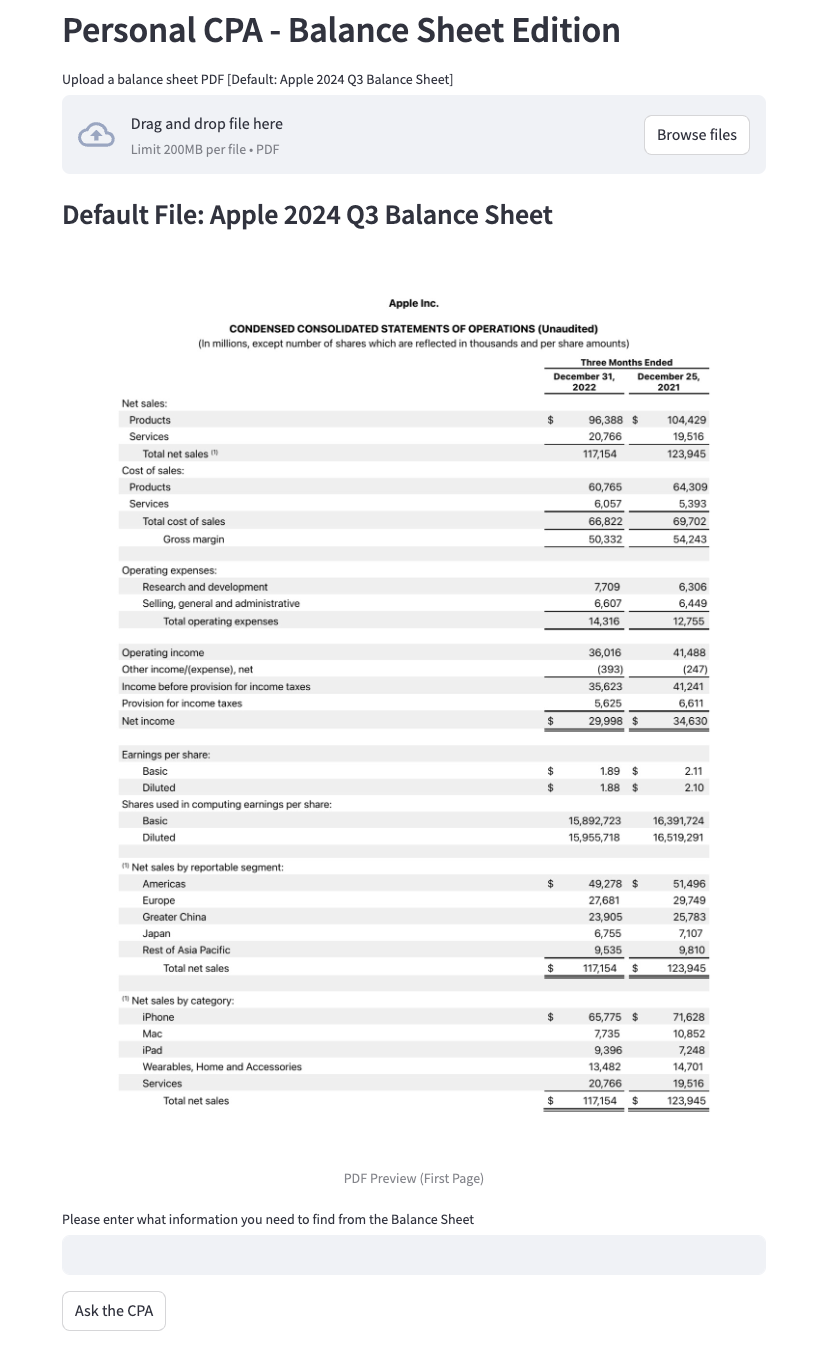 Personal CPA - Balance Sheet Edition
Upload a balance sheet PDF [Default: Apple 2024 Q3 Balance Sheet]
Drag and drop file here
Limit 200MB per file • PDF
Browse files
Default File: Apple 2024 Q3 Balance Sheet
Apple Inc.
CONDENSED CONSOLIDATED STATEMENTS OF OPERATIONS (Unaudited)
(In millions, except number of shares which are reflected in thousands and per share amounts)
Three Months Ended
December 31, 2022 December 25, 2021
Net sales:
Products $ 96,388 $ 104,429
Services 20,766 19,516
Total net sales (1) 117,154 123,945
Cost of sales:
Products 60,765 64,309
Services 6,057 5,393
Total cost of sales 66,822 69,702
Gross margin 50,332 54,243
Operating expenses:
Research and development 7,709 6,306
Selling, general and administrative 6,607 6,449
Total operating expenses 14,316 12,755
Operating income 36,016 41,488
Other income/(expense), net (393) (247)
Income before provision for income taxes 35,623 41,241
Provision for income taxes 5,625 6,611
Net income $ 29,998 $ 34,630
Earnings per share:
Basic $ 1.89 $ 2.11
Diluted $ 1.88 $ 2.10
Shares used in computing earnings per share:
Basic 15,892,723 16,391,724
Diluted 15,955,718 16,519,291
(1) Net sales by reportable segment:
Americas $ 49,278 $ 51,496
Europe 27,681 29,749
Greater China 23,905 25,783
Japan 6,755 7,107
Rest of Asia Pacific 9,535 9,810
Total net sales $ 117,154 $ 123,945
(1) Net sales by category:
iPhone $ 65,775 $ 71,628
Mac 7,735 10,852
iPad 9,396 7,248
Wearables, Home and Accessories 13,482 14,701
Services 20,766 19,516
Total net sales $ 117,154 $ 123,945
PDF Preview (First Page)
Please enter what information you need to find from the Balance Sheet
Ask the CPA